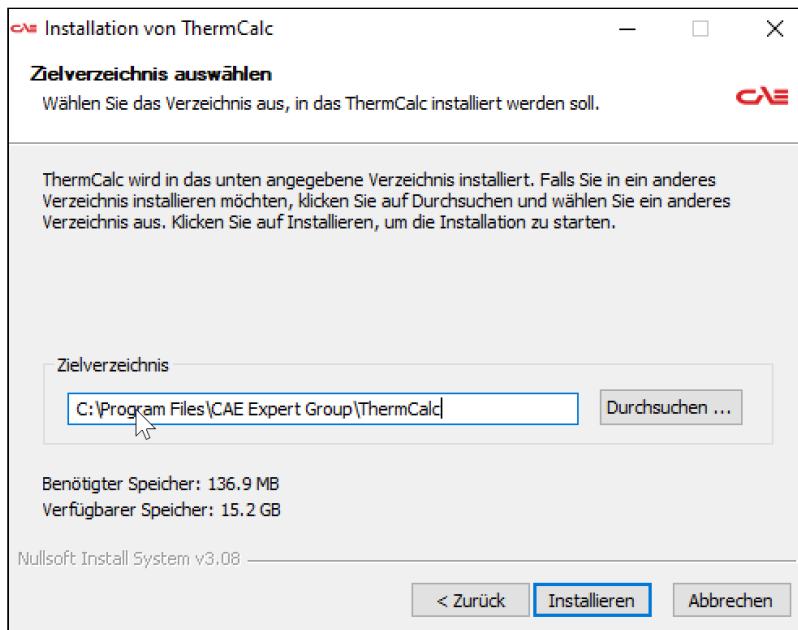 CAE Installation von ThermCalc
Zielverzeichnis auswählen
Wählen Sie das Verzeichnis aus, in das ThermCalc installiert werden soll.
CAE
ThermCalc wird in das unten angegebene Verzeichnis installiert. Falls Sie in ein anderes
Verzeichnis installieren möchten, klicken Sie auf Durchsuchen und wählen Sie ein anderes
Verzeichnis aus. Klicken Sie auf Installieren, um die Installation zu starten.
Zielverzeichnis
C:\Program Files\CAE Expert Group\ThermCalc
Durchsuchen ...
Benötigter Speicher: 136.9 MB
Verfügbarer Speicher: 15.2 GB
Nullsoft Install System v3.08
< Zurück
Installieren
Abbrechen